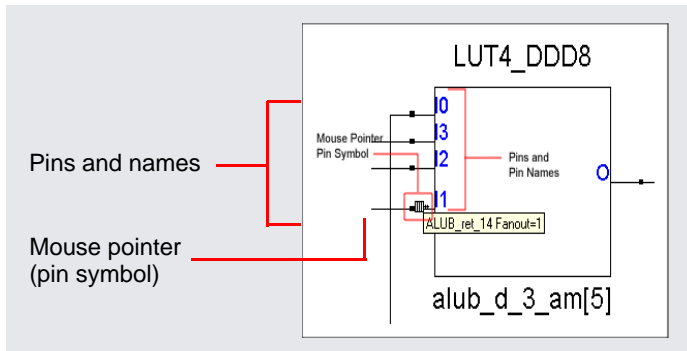 LUT4_DDD8
I0
I3
I2
I1
Mouse Pointer
Pin Symbol
Pins and
Pin Names
O
ALUB_ret_14 Fanout=1
alub_d_3_am[5]
Pins and names
Mouse pointer
(pin symbol)